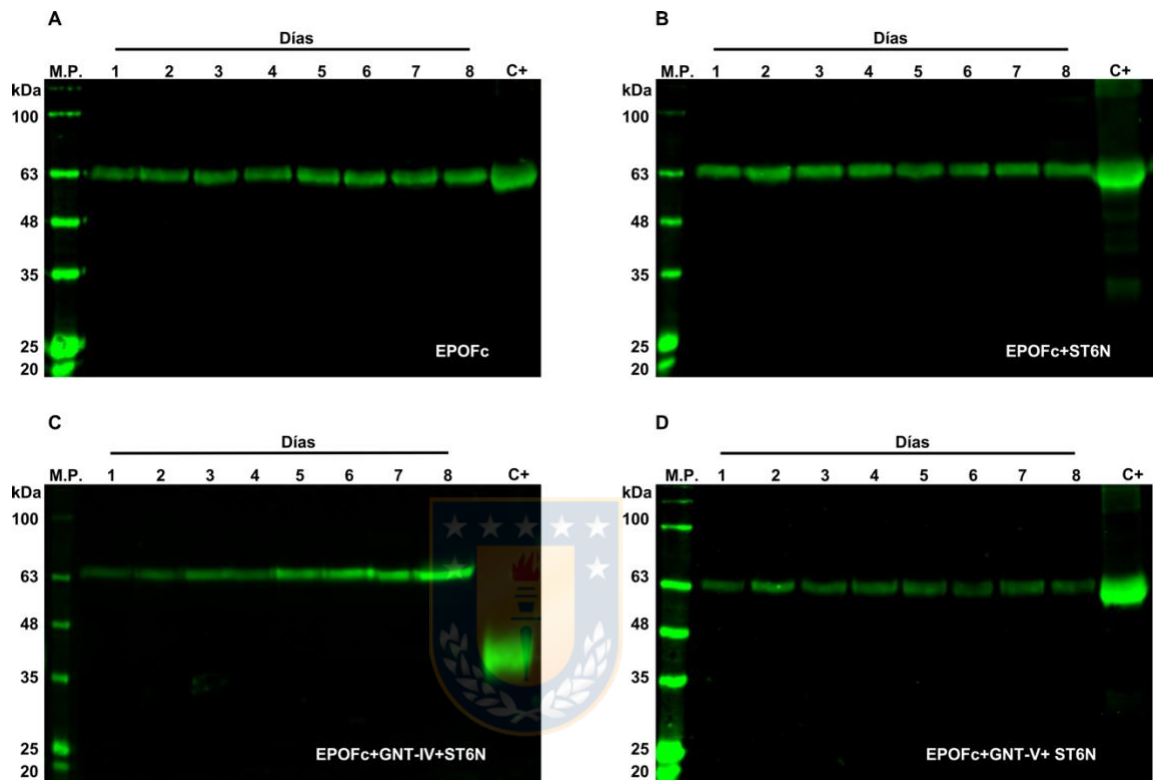 A
Días
M.P. 1 2 3 4 5 6 7 8 C+
kDa
100
63
48
35
25
20
EPOFc
B
Días
M.P. 1 2 3 4 5 6 7 8 C+
kDa
100
63
48
35
25
20
EPOFc+ST6N
C
Días
M.P. 1 2 3 4 5 6 7 8 C+
kDa
100
63
48
35
25
20
EPOFc+GNT-IV+ST6N
D
Días
M.P. 1 2 3 4 5 6 7 8 C+
kDa
100
63
48
35
25
20
EPOFc+GNT-V+ ST6N